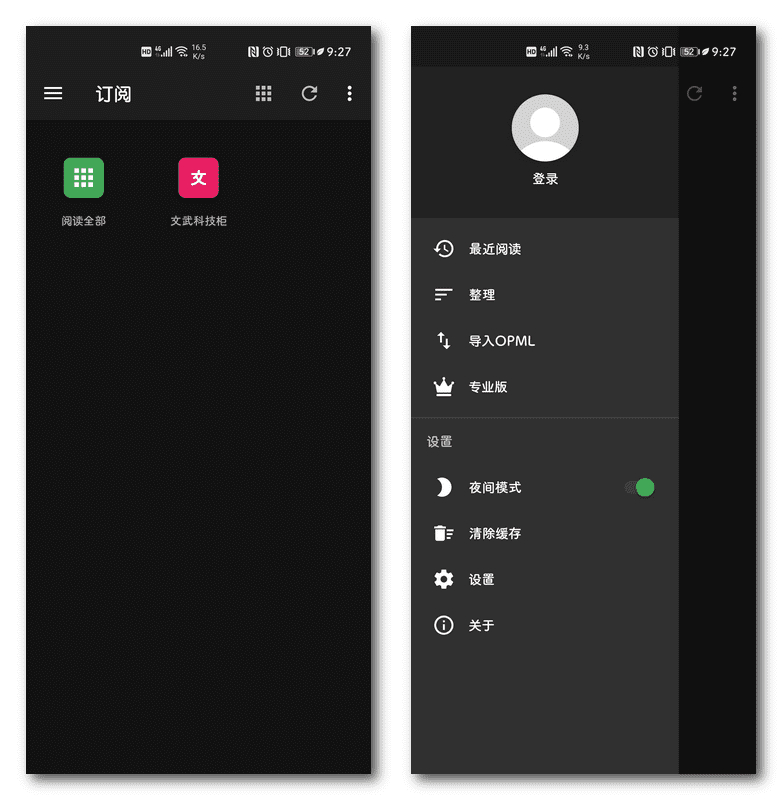 HD 4G 16.5 K/s 52 9:27
订阅
文
阅读全部 文武科技柜
HD 4G 9.3 K/s 52 9:27
登录
最近阅读
整理
导入OPML
专业版
设置
夜间模式
清除缓存
设置
关于